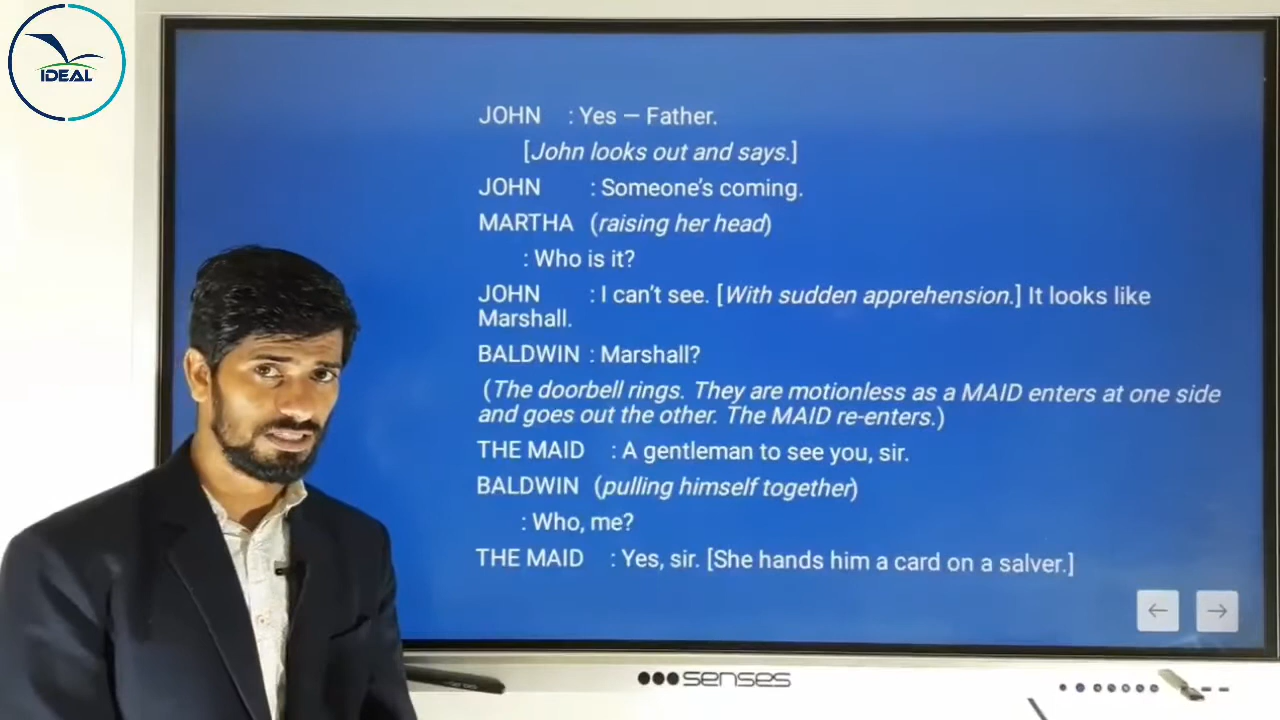 IDEAL
JOHN : Yes — Father.
[John looks out and says.]
JOHN : Someone's coming.
MARTHA (raising her head)
: Who is it?
JOHN : I can't see. [With sudden apprehension.] It looks like
Marshall.
BALDWIN : Marshall?
(The doorbell rings. They are motionless as a MAID enters at one side
and goes out the other. The MAID re-enters.)
THE MAID : A gentleman to see you, sir.
BALDWIN (pulling himself together)
: Who, me?
THE MAID : Yes, sir. [She hands him a card on a salver.]
senses